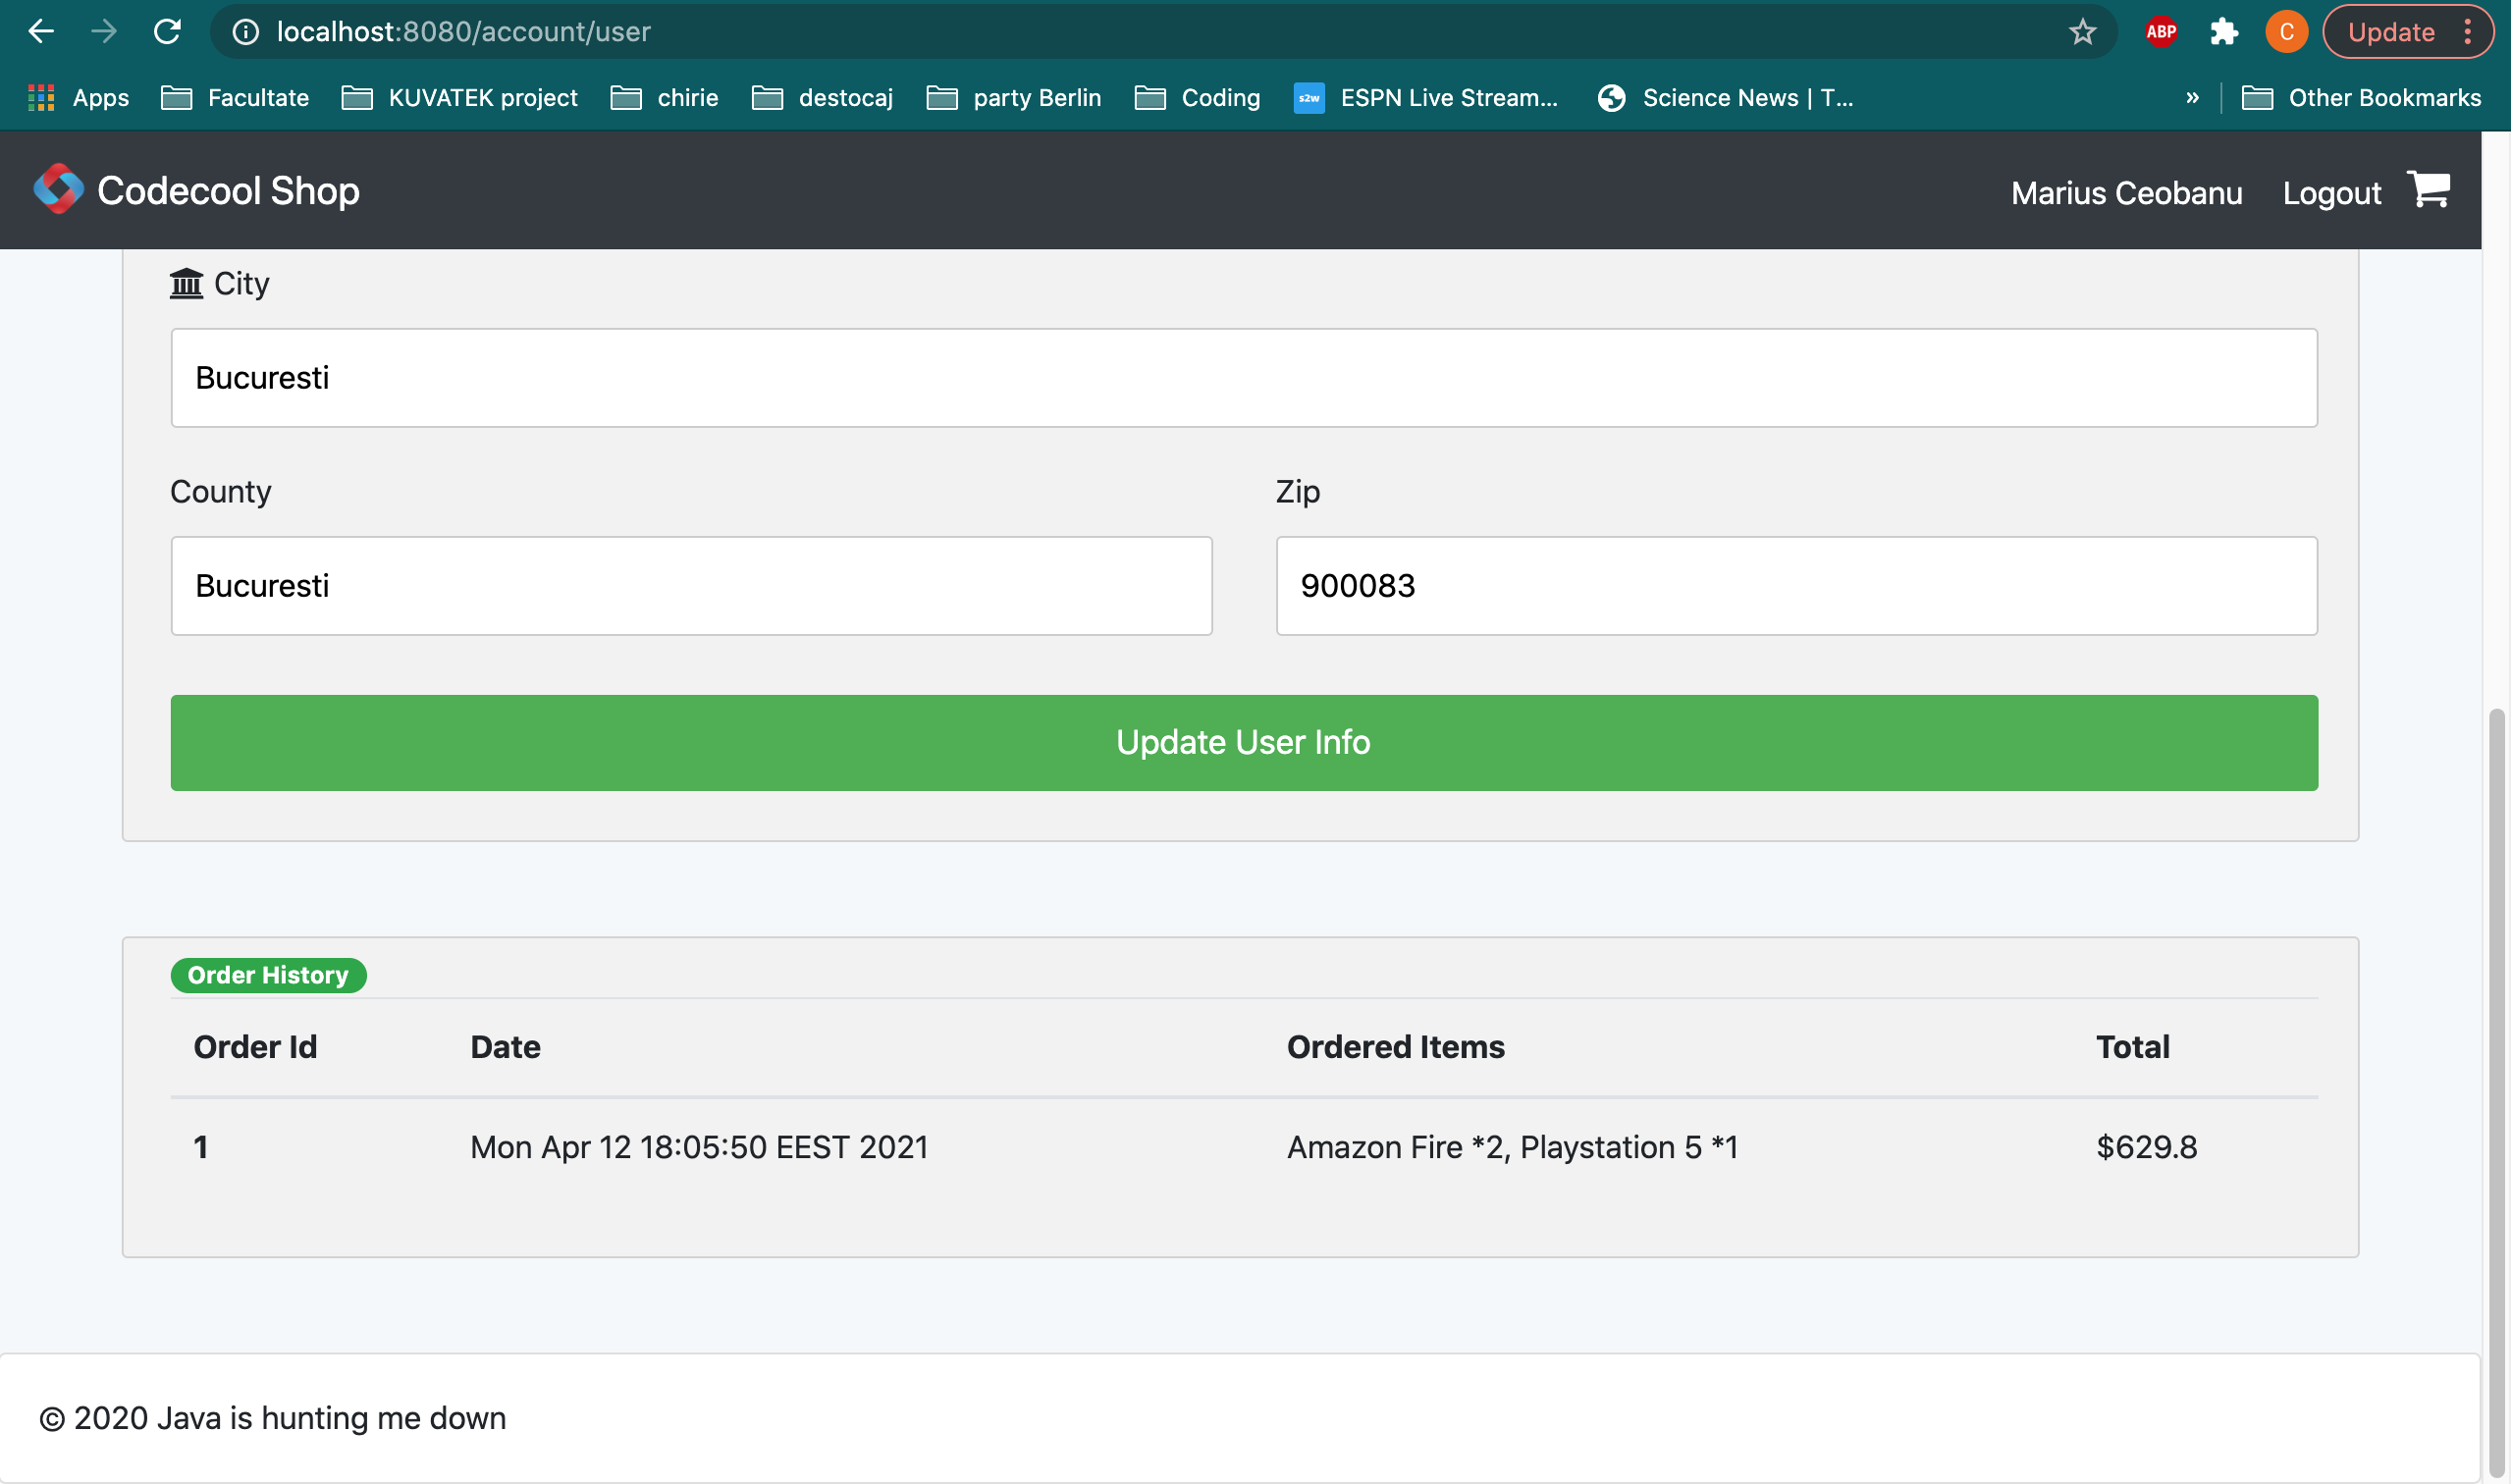 localhost:8080/account/user
ABP
C
Update
Apps
Facultate
KUVATEK project
chirie
destocaj
party Berlin
Coding
s2w
ESPN Live Stream...
Science News | T...
»
Other Bookmarks
Codecool Shop
Marius Ceobanu
Logout
City
Bucuresti
County
Zip
Bucuresti
900083
Update User Info
Order History
Order Id Date Ordered Items Total
1 Mon Apr 12 18:05:50 EEST 2021 Amazon Fire *2, Playstation 5 *1 $629.8
© 2020 Java is hunting me down